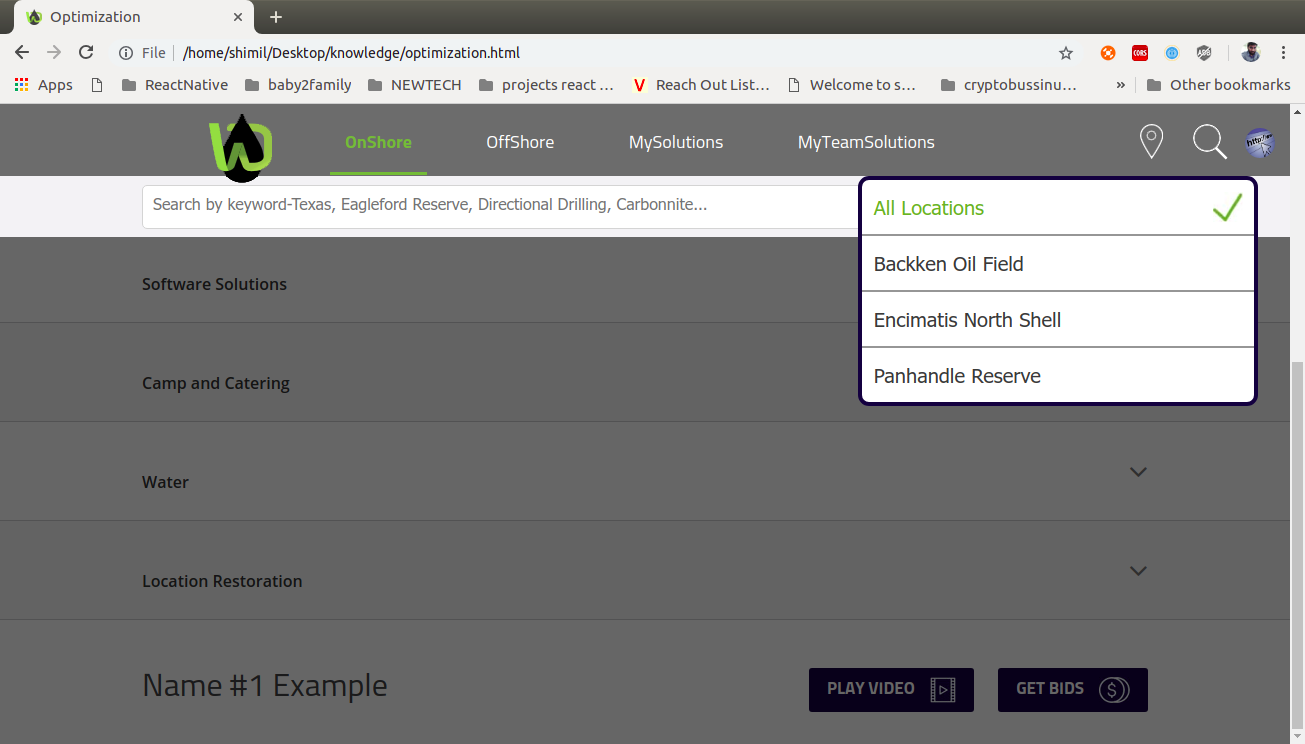 Optimization
File /home/shimil/Desktop/knowledge/optimization.html
CORS
ABP
Apps ReactNative baby2family NEWTECH projects react ... Reach Out List... Welcome to s... cryptobussinu... » Other bookmarks
OnShore OffShore MySolutions MyTeamSolutions
http://
Search by keyword-Texas, Eagleford Reserve, Directional Drilling, Carbonnite...
All Locations
Backken Oil Field
Encimatis North Shell
Panhandle Reserve
Software Solutions
Camp and Catering
Water
Location Restoration
Name #1 Example
PLAY VIDEO GET BIDS $